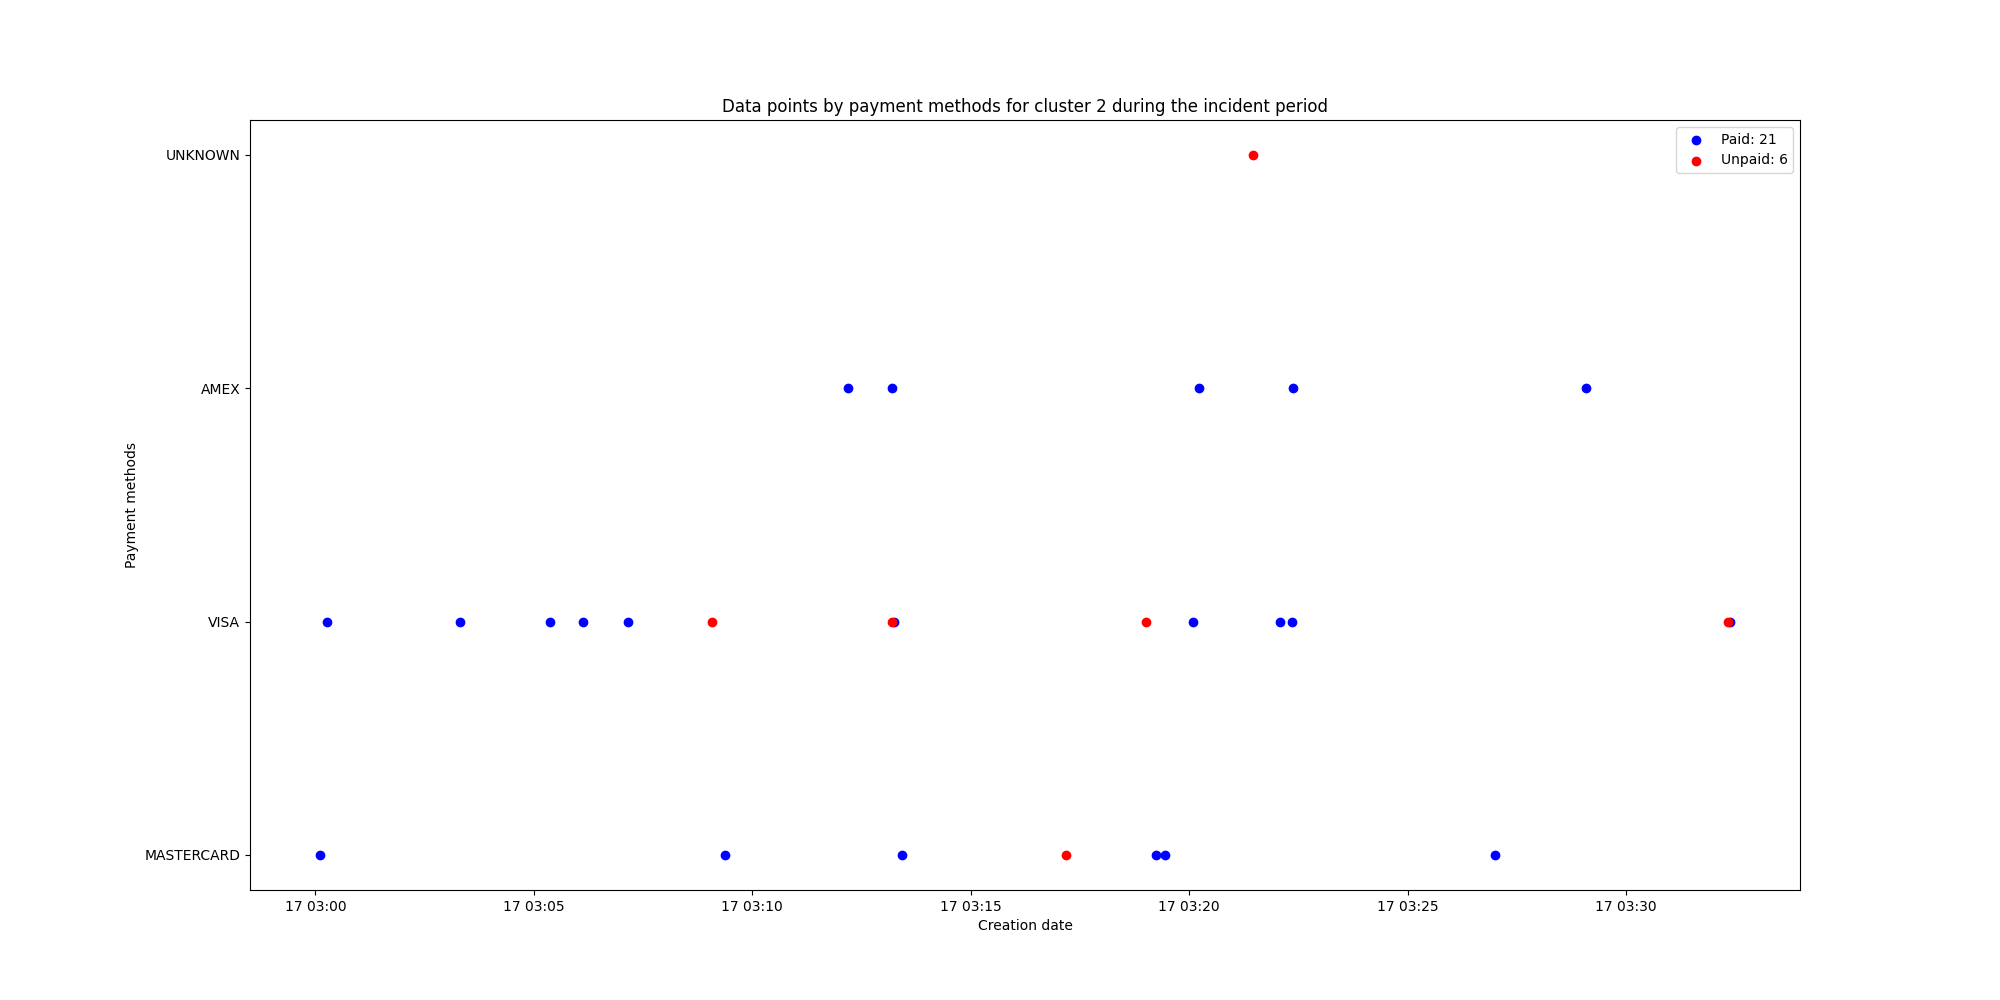 Data points by payment methods for cluster 2 during the incident period
Paid: 21
Unpaid: 6
UNKNOWN
AMEX
VISA
MASTERCARD
Payment methods
17 03:00 17 03:05 17 03:10 17 03:15 17 03:20 17 03:25 17 03:30
Creation date